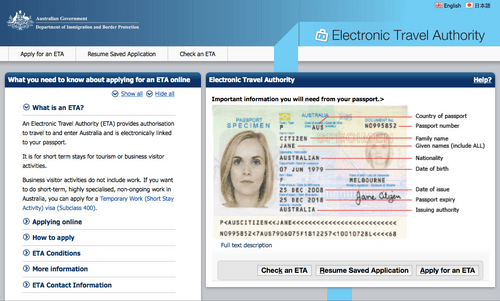 English 日本語
Australian Government
Department of Immigration and Border Protection
Electronic Travel Authority
Apply for an ETA Resume Saved Application Check an ETA
What you need to know about applying for an ETA online
Show all Hide all
What is an ETA?
An Electronic Travel Authority (ETA) provides authorisation
to travel to and enter Australia and is electronically linked
to your passport.
It is for short term stays for tourism or business visitor
activities.
Business visitor activities do not include work. If you want
to do short-term, highly specialised, non-ongoing work in
Australia, you can apply for a Temporary Work (Short Stay
Activity) visa (Subclass 400).
Applying online
How to apply
ETA Conditions
More information
ETA Contact Information
Electronic Travel Authority Help?
Important information you will need from your passport.>
PASSPORT AUSTRALIA
SPECIMEN P AUS N0995852
CITIZEN
JANE
AUSTRALIAN
07 JUN 1979
F MELBOURNE
25 DEC 2008
25 DEC 2018 Jane Citizen
AUSTRALIA
Country of passport
Passport number
Family name
Given names (include ALL)
Nationality
Date of birth
Date of issue
Passport expiry
Issuing authority
Full text description
Check an ETA Resume Saved Application Apply for an ETA